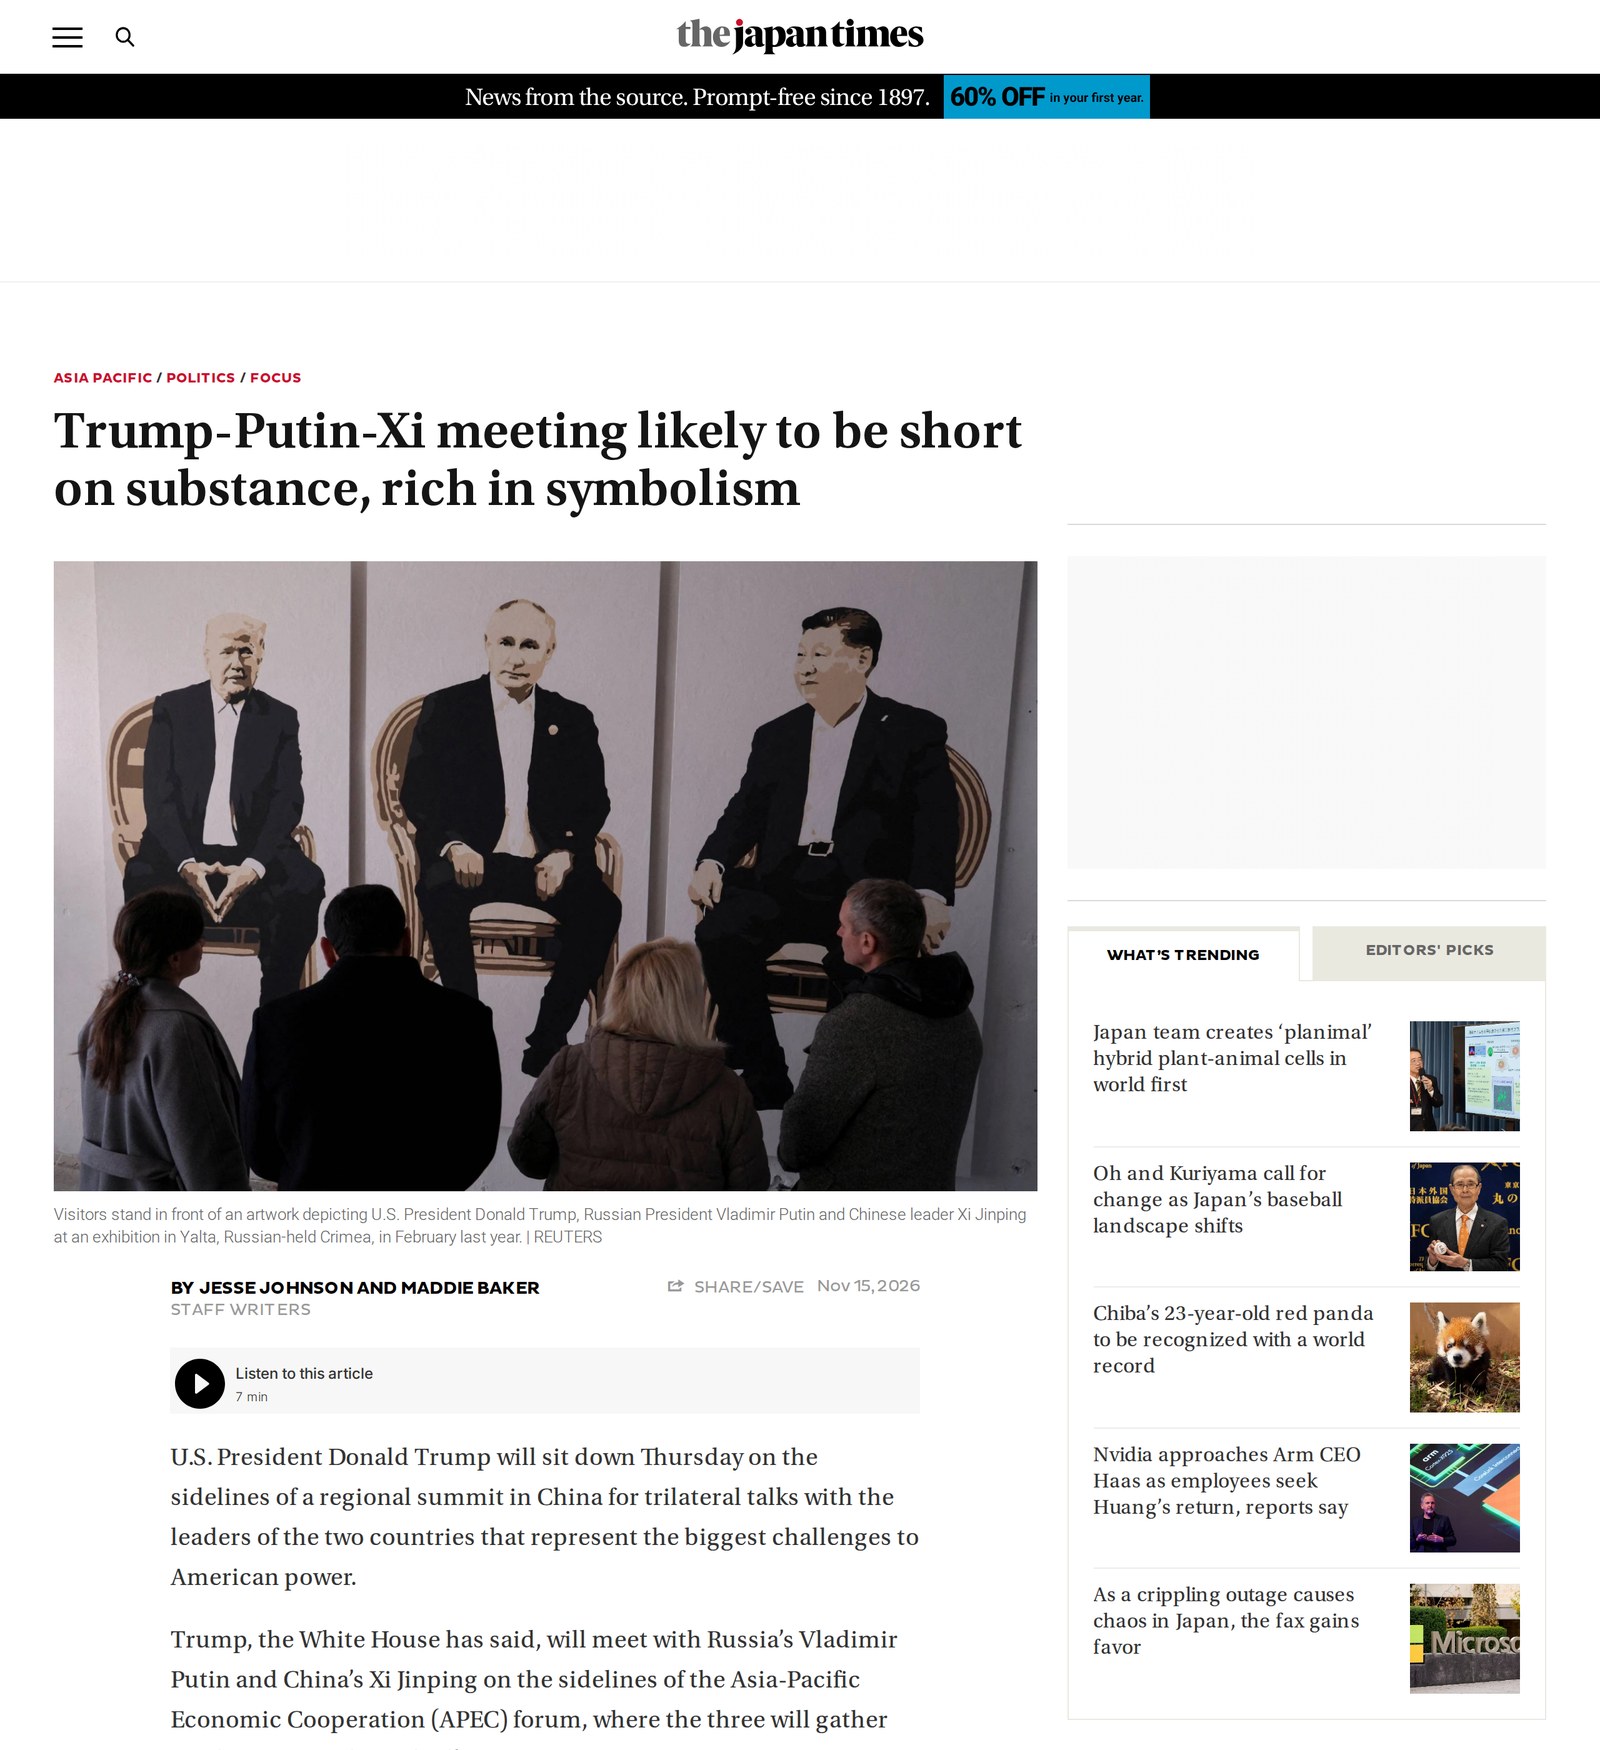 the japan times
News from the source. Prompt-free since 1897.
60% OFF in your first year.
ASIA PACIFIC / POLITICS / FOCUS
Trump-Putin-Xi meeting likely to be short
on substance, rich in symbolism
Visitors stand in front of an artwork depicting U.S. President Donald Trump, Russian President Vladimir Putin and Chinese leader Xi Jinping
at an exhibition in Yalta, Russian-held Crimea, in February last year. | REUTERS
BY JESSE JOHNSON AND MADDIE BAKER
STAFF WRITERS
SHARE/SAVE Nov 15, 2026
Listen to this article
7 min
U.S. President Donald Trump will sit down Thursday on the
sidelines of a regional summit in China for trilateral talks with the
leaders of the two countries that represent the biggest challenges to
American power.
Trump, the White House has said, will meet with Russia’s Vladimir
Putin and China’s Xi Jinping on the sidelines of the Asia-Pacific
Economic Cooperation (APEC) forum, where the three will gather
WHAT’S TRENDING
EDITORS' PICKS
Japan team creates ‘planimal’
hybrid plant-animal cells in
world first
Oh and Kuriyama call for
change as Japan’s baseball
landscape shifts
Chiba’s 23-year-old red panda
to be recognized with a world
record
Nvidia approaches Arm CEO
Haas as employees seek
Huang’s return, reports say
arm
As a crippling outage causes
chaos in Japan, the fax gains
favor
Microso